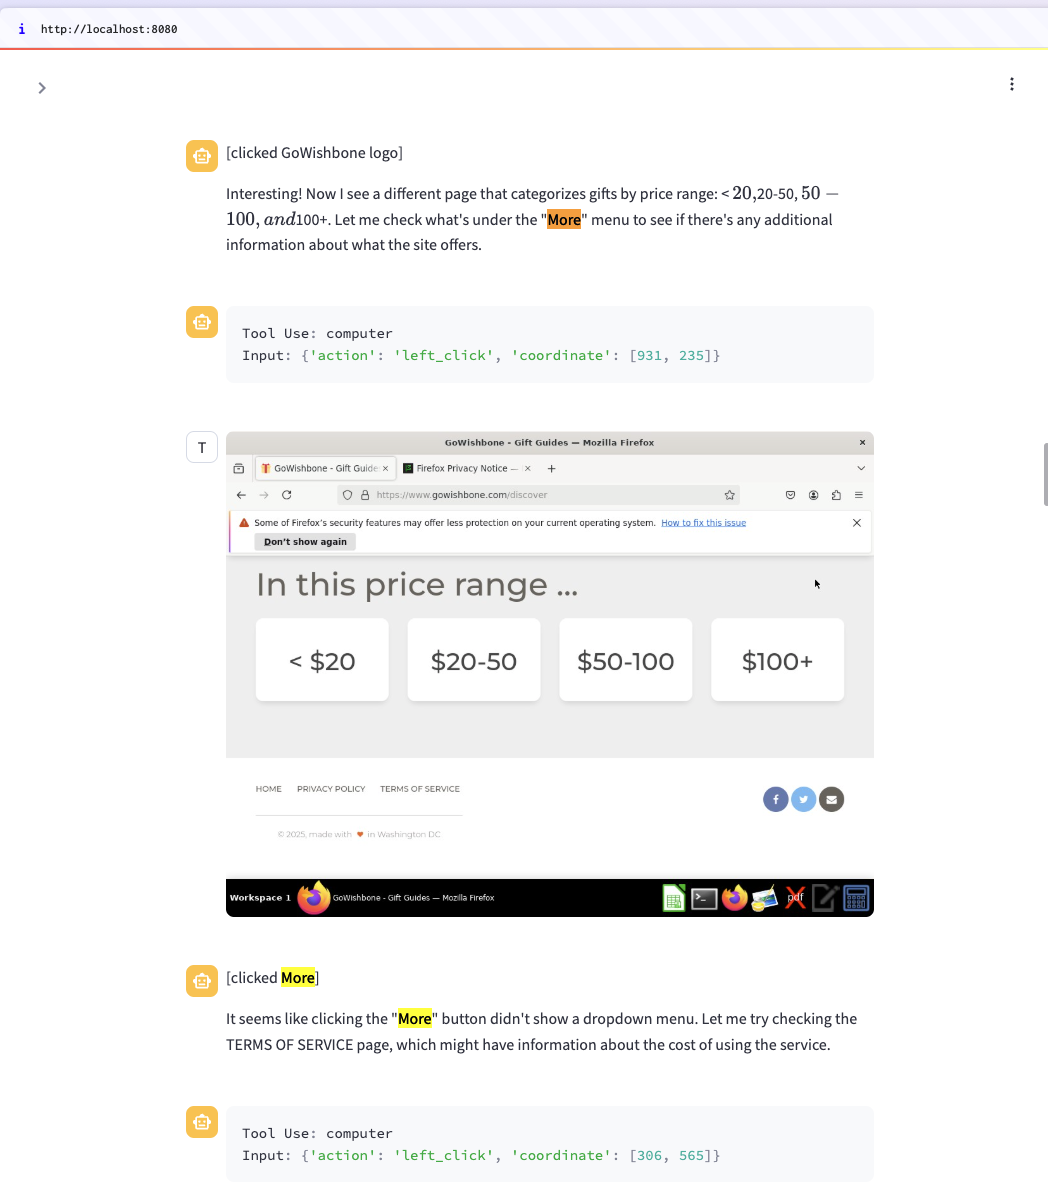 i http://localhost:8080
[clicked GoWishbone logo]
Interesting! Now I see a different page that categorizes gifts by price range: < 20,20-50, 50 −
100, and100+. Let me check what's under the "More" menu to see if there's any additional
information about what the site offers.
Tool Use: computer
Input: {'action': 'left_click', 'coordinate': [931, 235]}
T
GoWishbone - Gift Guides — Mozilla Firefox ×
GoWishbone - Gift Guide × Firefox Privacy Notice — × +
https://www.gowishbone.com/discover
Some of Firefox's security features may offer less protection on your current operating system. How to fix this issue
Don't show again
In this price range ...
< $20 $20-50 $50-100 $100+
HOME PRIVACY POLICY TERMS OF SERVICE
© 2025, made with ♥ in Washington DC
Workspace 1 GoWishbone - Gift Guides — Mozilla Firefox pdf
[clicked More]
It seems like clicking the "More" button didn't show a dropdown menu. Let me try checking the
TERMS OF SERVICE page, which might have information about the cost of using the service.
Tool Use: computer
Input: {'action': 'left_click', 'coordinate': [306, 565]}